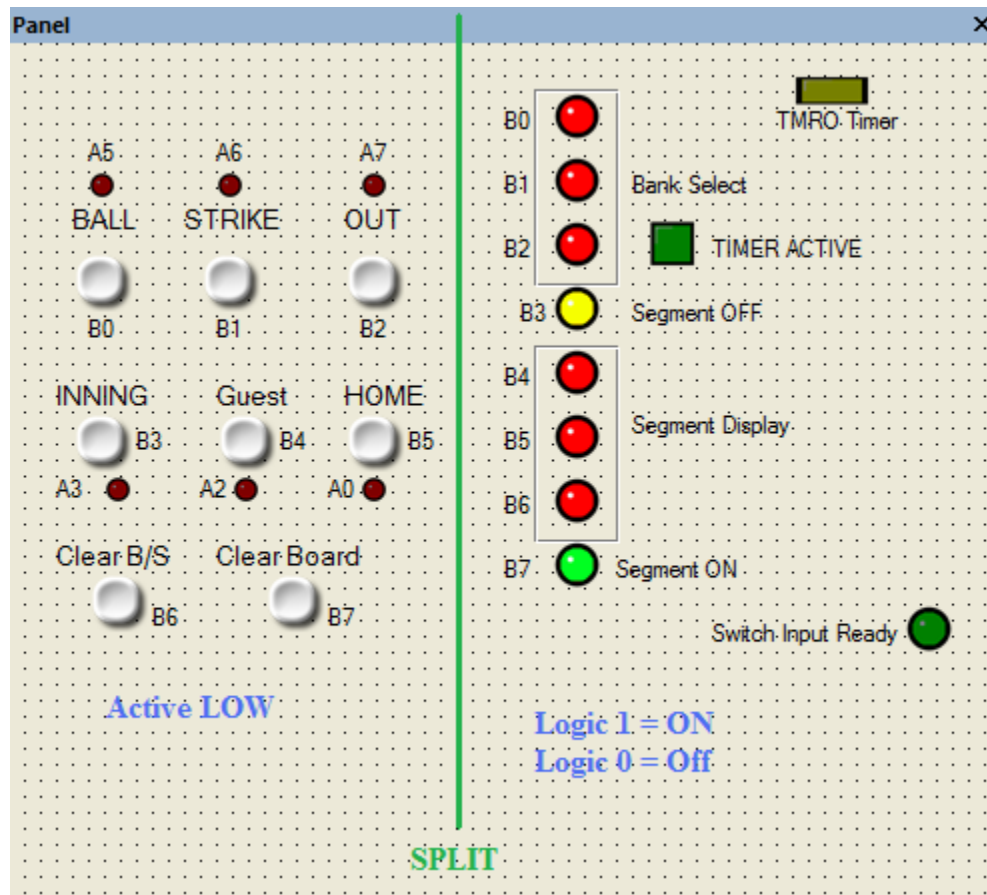 Panel
×
A5 A6 A7
BALL STRIKE OUT
B0 B1 B2
INNING Guest HOME
B3 B4 B5
A3 A2 A0
Clear B/S Clear Board
B6 B7
Active LOW
B0
TMRO Timer
B1 Bank Select
B2 TIMER ACTIVE
B3 Segment OFF
B4
Segment Display
B5
B6
B7 Segment ON
Switch Input Ready
Logic 1 = ON
Logic 0 = Off
SPLIT